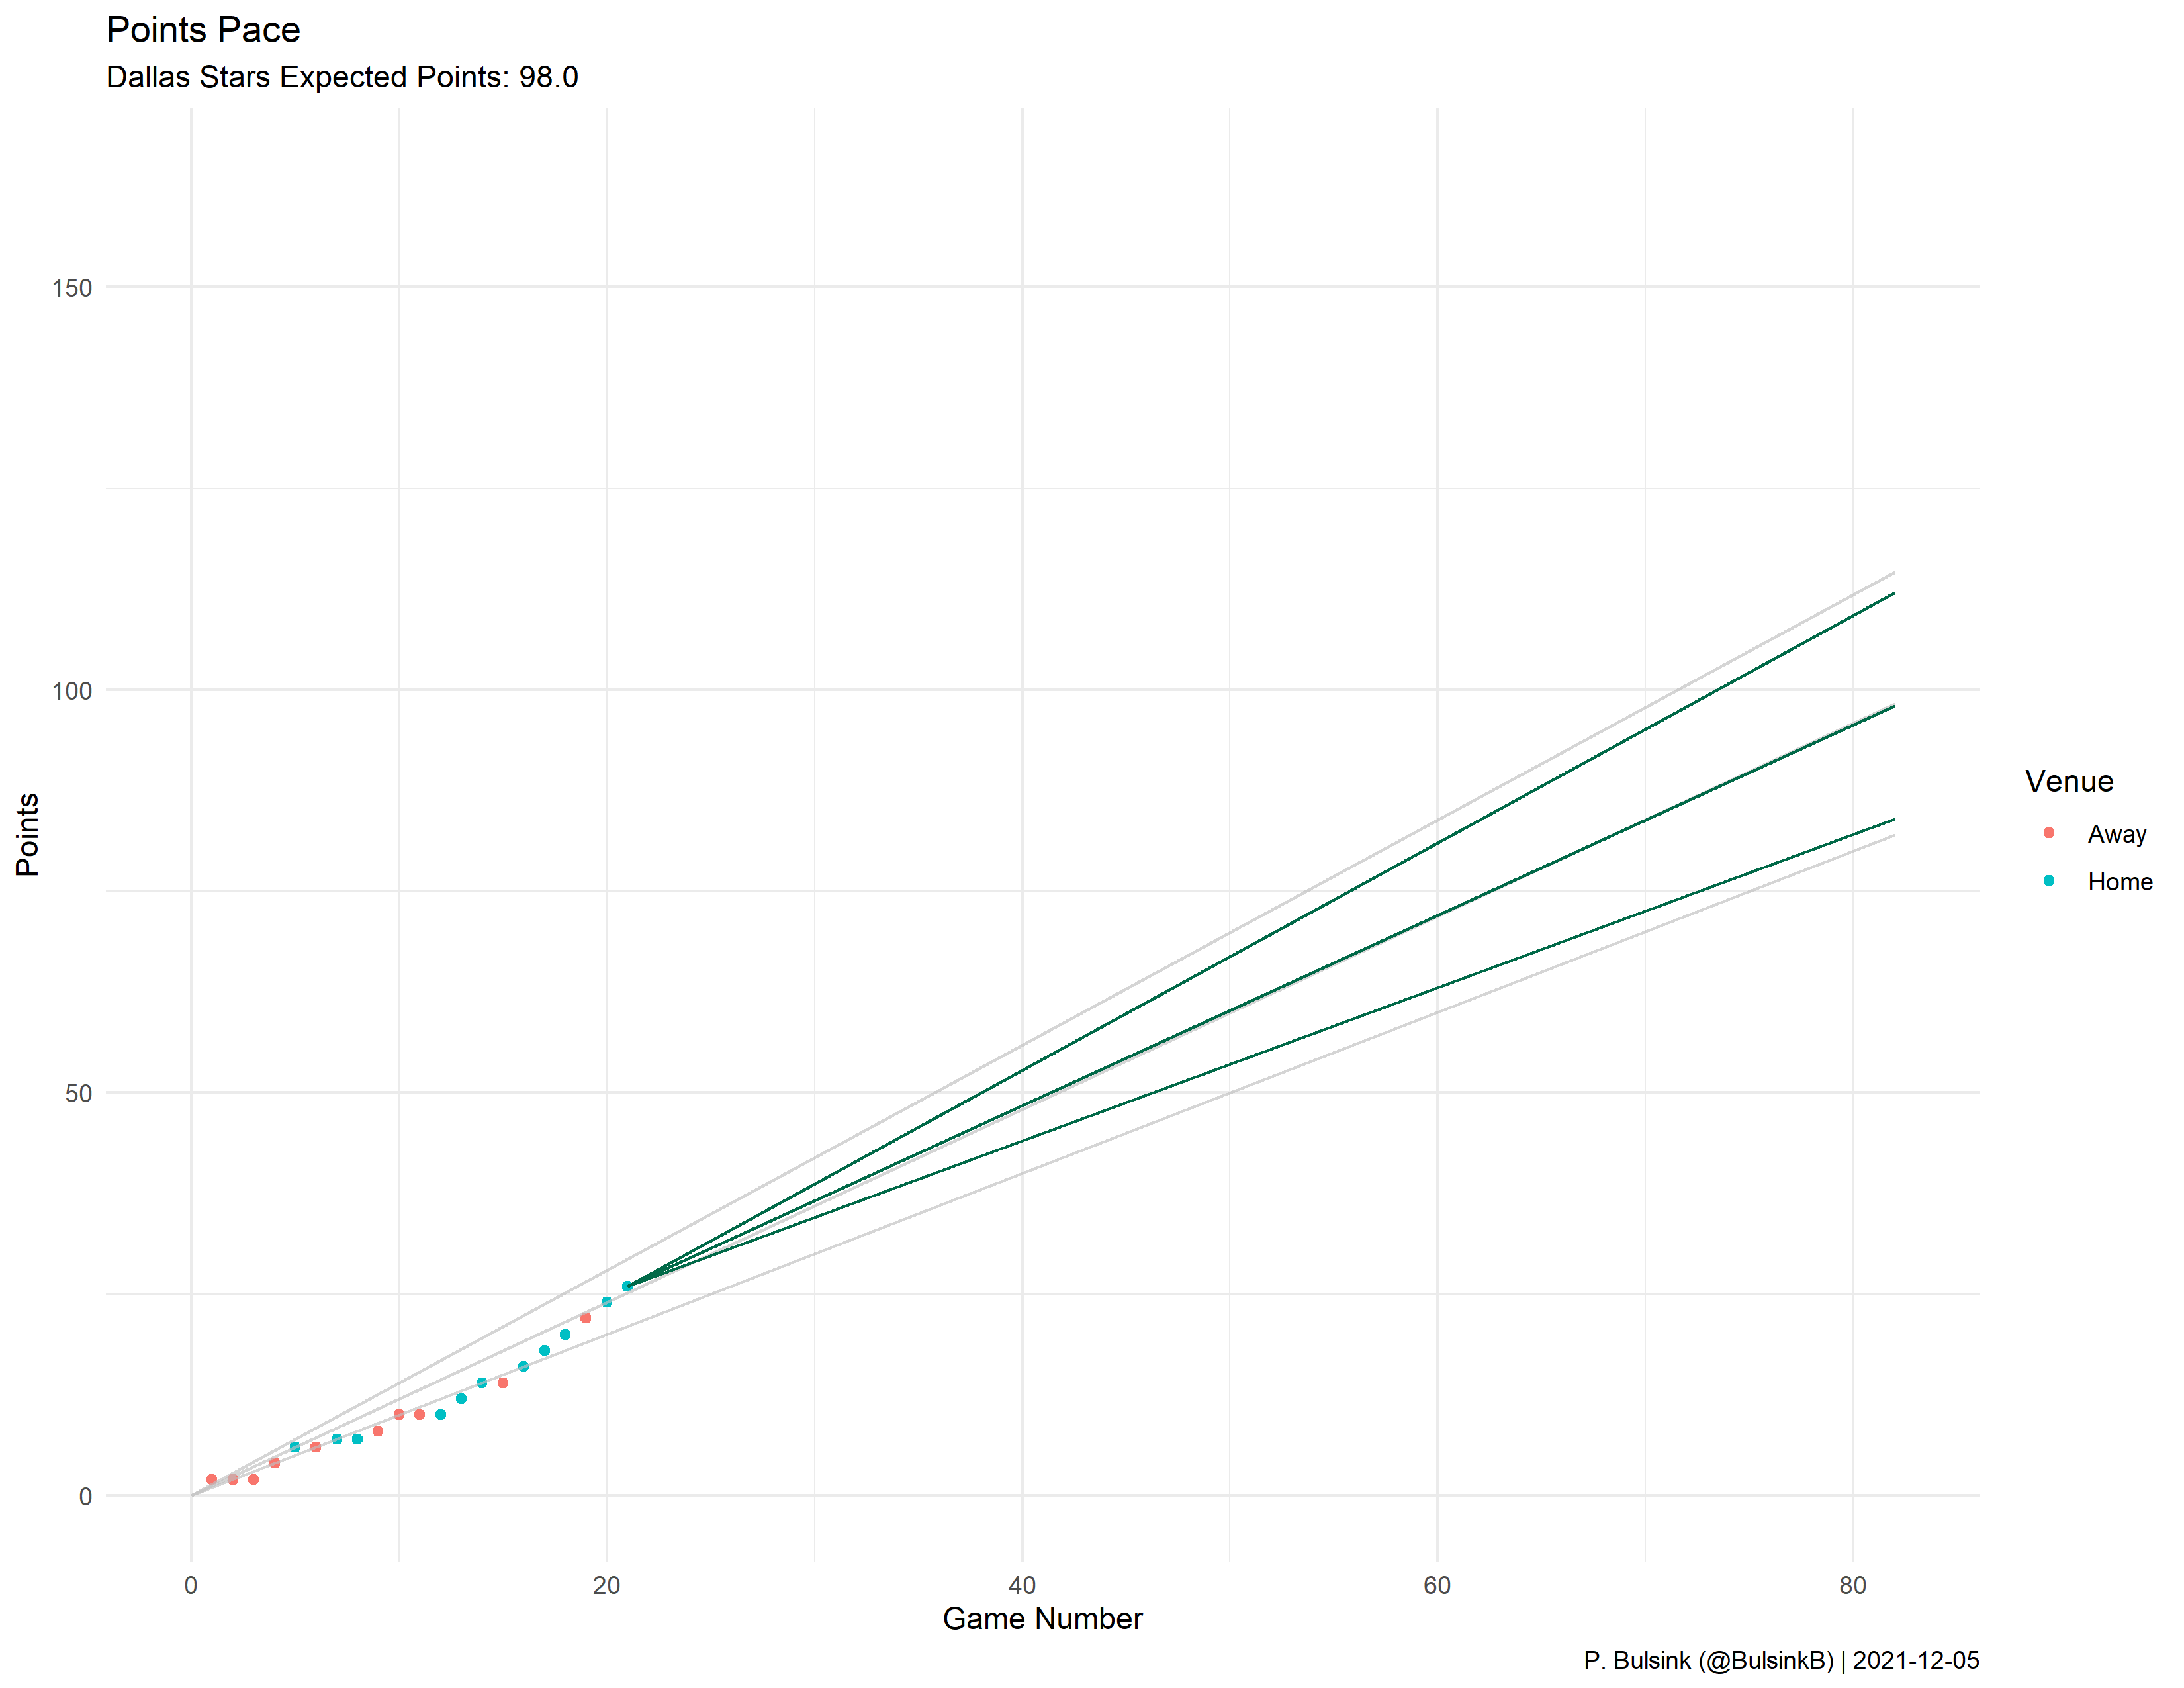 Points Pace
Dallas Stars Expected Points: 98.0
150
100
50
0
Points
0 20 40 60 80
Game Number
Venue
Away
Home
P. Bulsink (@BulsinkB) | 2021-12-05